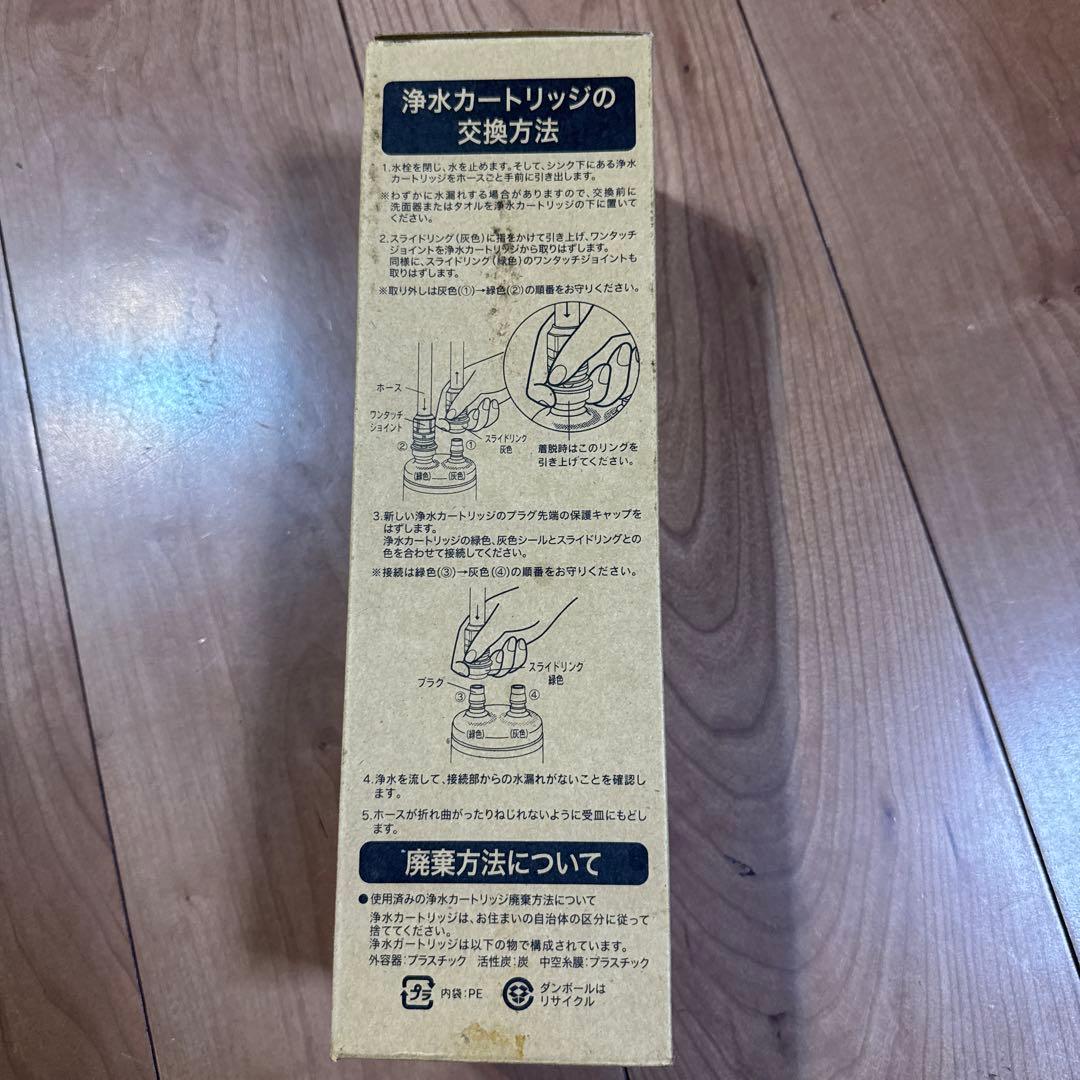 浄水カートリッジの
交換方法
1.水栓を閉じ、水を止めます。そして、シンク下にある浄水
カートリッジをホースごと手前に引き出します。
※わずかに水漏れする場合がありますので、交換前に
洗面器またはタオルを浄水カートリッジの下に置いて
ください。
2.スライドリング(灰色)に指をかけて引き上げ、ワンタッチ
ジョイントを浄水カートリッジから取りはずします。
同様に、スライドリング(緑色)のワンタッチジョイントも
取りはずします。
※取り外しは灰色(①)→緑色(②)の順番をお守りください。
ホース
ワンタッチ
ジョイント
②
①
スライドリング
灰色
(緑色)
(灰色)
着脱時はこのリングを
引き上げてください。
3.新しい浄水カートリッジのプラグ先端の保護キャップを
はずします。
浄水カートリッジの緑色、灰色シールとスライドリングとの
色を合わせて接続してください。
※接続は緑色(③)→灰色(④)の順番をお守りください。
スライドリング
緑色
プラグ
③
④
(緑色)
(灰色)
4.浄水を流して、接続部からの水漏れがないことを確認し
ます。
5.ホースが折れ曲がったりねじれないように受皿にもどし
ます。
廃棄方法について
●使用済みの浄水カートリッジ廃棄方法について
浄水カートリッジは、お住まいの自治体の区分に従って
捨ててください。
浄水カートリッジは以下の物で構成されています。
外容器:プラスチック 活性炭:炭 中空糸膜:プラスチック
プラ 内袋:PE
ダンボールは
リサイクル